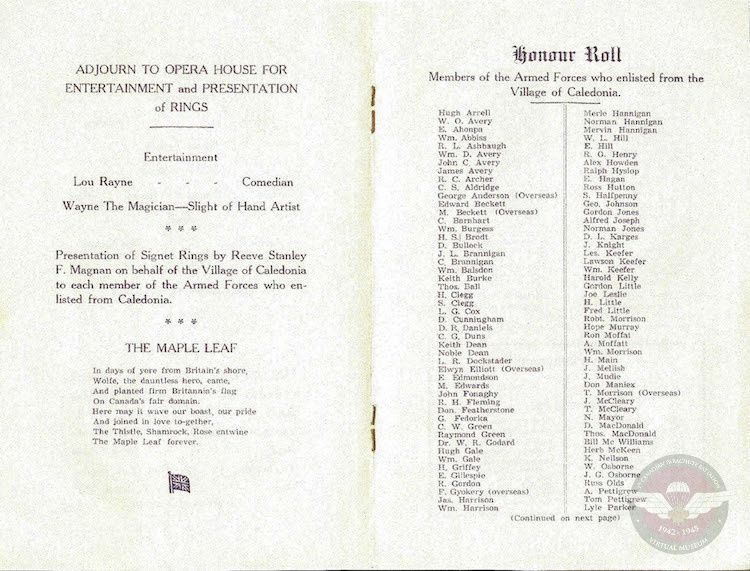 ADJOURN TO OPERA HOUSE FOR
ENTERTAINMENT and PRESENTATION
of RINGS
Entertainment
Lou Rayne - - - Comedian
Wayne The Magician—Slight of Hand Artist
* * *
Presentation of Signet Rings by Reeve Stanley
F. Magnan on behalf of the Village of Caledonia
to each member of the Armed Forces who en-
listed from Caledonia.
* * *
THE MAPLE LEAF
In days of yore from Britain's shore,
Wolfe, the dauntless hero, came,
And planted firm Britannia's flag
On Canada's fair domain.
Here may it wave our boast, our pride
And joined in love to-gether,
The Thistle, Shamrock, Rose entwine
The Maple Leaf forever.
Honour Roll
Members of the Armed Forces who enlisted from the
Village of Caledonia.
Hugh Arrell
W. O. Avery
E. Ahonpa
Wm. Abbiss
R. L. Ashbaugh
Wm. D. Avery
John C. Avery
James Avery
R. C. Archer
C. S. Aldridge
George Anderson (Overseas)
Edward Beckett
M. Beckett (Overseas)
C. Barnhart
Wm. Burgess
H. S. Brodt
D. Bullock
J. L. Brannigan
C. Brunnigan
Wm. Balsdon
Keith Burke
Thos. Ball
H. Clegg
S. Clegg
L. G. Cox
D. Cunningham
D. R. Daniels
C. G. Duns
Keith Dean
Noble Dean
L. R. Dockstader
Elwyn Elliott (Overseas)
E. Edmondson
M. Edwards
John Fonaghy
R. H. Fleming
Don. Featherstone
G. Fedorka
C. W. Green
Raymond Green
Dr. W. R. Godard
Hugh Gale
Wm. Gale
H. Griffey
E. Gillespie
R. Gordon
F. Gyokery (overseas)
Jas. Harrison
Wm. Harrison
Merle Hannigan
Norman Hannigan
Mervin Hannigan
W. L. Hill
E. Hill
R. G. Henry
Alex Howden
Ralph Hyslop
E. Hagan
Ross Hutton
S. Halfpenny
Geo. Johnson
Gordon Jones
Alfred Joseph
Norman Jones
D. L. Karges
J. Knight
Les. Keefer
Lawson Keefer
Wm. Keefer
Harold Kelly
Gordon Little
Joe Leslie
H. Little
Fred Little
Robt. Morrison
Hope Murray
Ron Moffat
A. Moffatt
Wm. Morrison
H. Main
J. Mellish
J. Mudie
Don Maniex
T. Morrison (Overseas)
J. McCleary
T. McCleary
N. Mayor
D. MacDonald
Thos. MacDonald
Bill Mc Williams
Herb McKeen
K. Neilson
W. Osborne
J. G. Osborne
Russ Olds
A. Pettigrew
Tom Pettigrew
Lyle Parker
(Continued on next page)
1942 - 1945
VIRTUAL MUSEUM